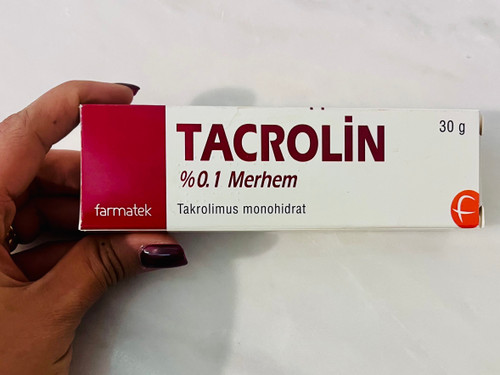 TACROLİN
30 g
%0.1 Merhem
farmatek
Takrolimus monohidrat